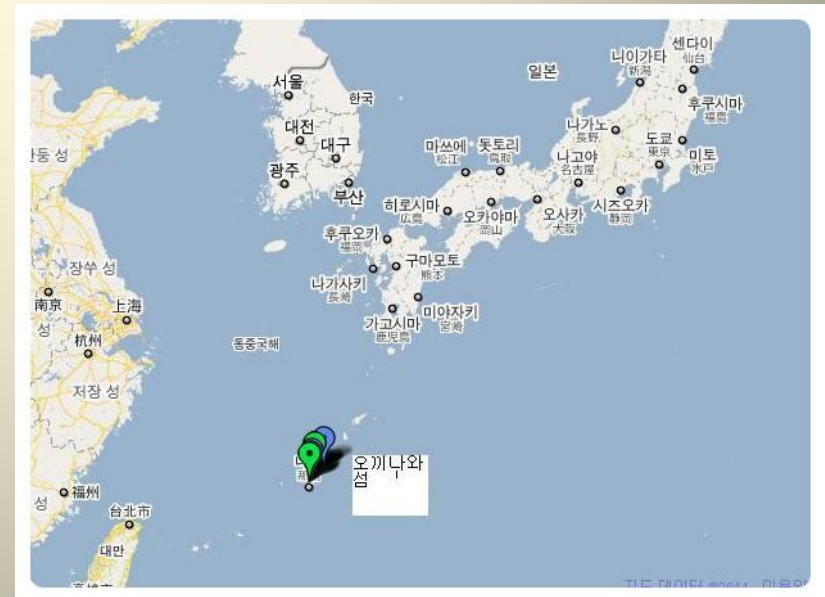 센다이
仙台
니이가타
新潟
일본
서울
한국
후쿠시마
福島
나가노
長野
대전
대구
마쓰에
松江
돗토리
鳥取
나고야
名古屋
도쿄
東京
미토
水戸
광주
부산
히로시마
広島
오카야마
岡山
오사카
大阪
시즈오카
静岡
후쿠오카
福岡
구마모토
熊本
장쑤 성
나가사키
長崎
南京
上海
성
가고시마
鹿児島
미야자키
宮崎
杭州
동중국해
저장 성
오끼나와
섬
福州
성
台北市
대만